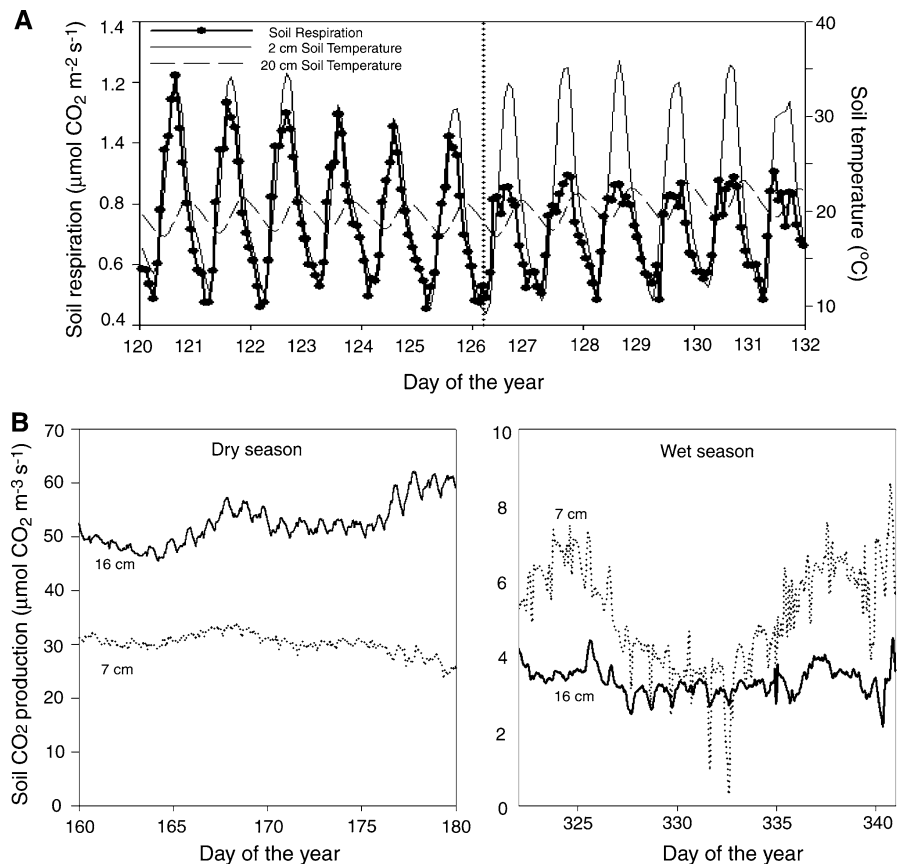 A
Soil respiration (μmol CO2 m-2 s-1)
1.4
1.2
1.4
0.8
0.6
0.4
Soil Respiration
2 cm Soil Temperature
20 cm Soil Temperature
40
30
20
10
Soil temperature (oC)
120 121 122 123 124 125 126 127 128 129 130 131 132
Day of the year
B
Soil CO2 production (μmol CO2 m-3 s-1)
70
60
50
40
30
20
10
0
Dry season
16 cm
7 cm
160 165 170 175 180
Day of the year
10
8
6
4
2
0
Wet season
7 cm
16 cm
325 330 335 340
Day of the year